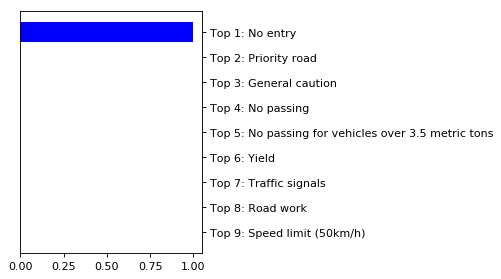 Top 1: No entry
Top 2: Priority road
Top 3: General caution
Top 4: No passing
Top 5: No passing for vehicles over 3.5 metric tons
Top 6: Yield
Top 7: Traffic signals
Top 8: Road work
Top 9: Speed limit (50km/h)
0.00 0.25 0.50 0.75 1.00